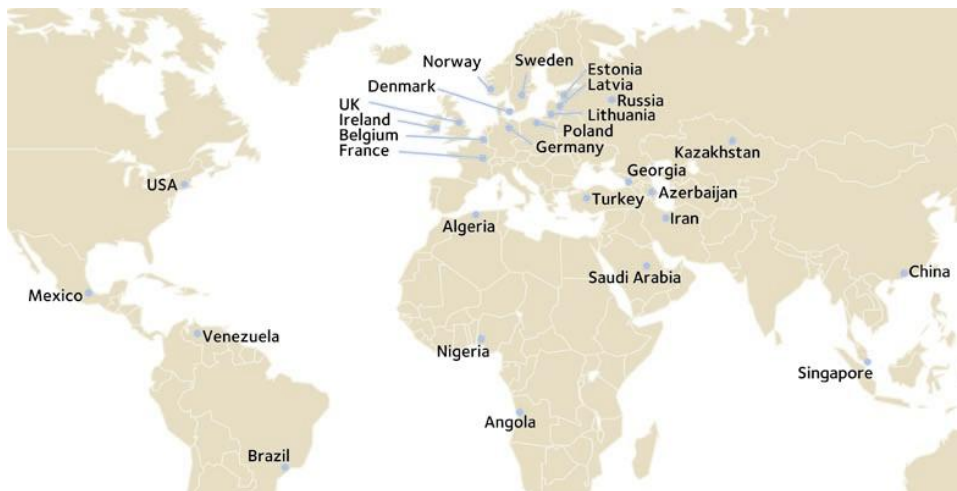 Norway
Sweden
Estonia
Denmark
Latvia
Russia
UK
Lithuania
Ireland
Belgium
Poland
Germany
France
Kazakhstan
Georgia
USA
Azerbaijan
Turkey
Iran
Algeria
China
Saudi Arabia
Mexico
Venezuela
Nigeria
Singapore
Angola
Brazil